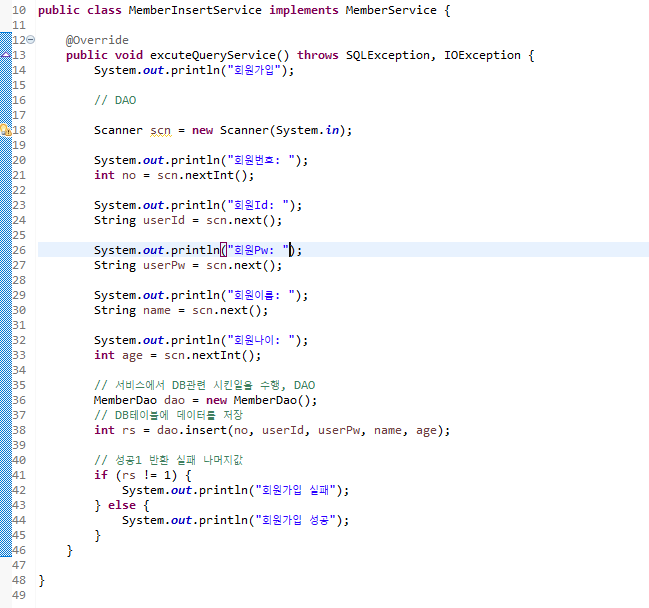 10 public class MemberInsertService implements MemberService {
11
12 @Override
13 public void excuteQueryService() throws SQLException, IOException {
14 System.out.println("회원가입");
15
16 // DAO
17
18 Scanner scn = new Scanner(System.in);
19
20 System.out.println("회원번호: ");
21 int no = scn.nextInt();
22
23 System.out.println("회원Id: ");
24 String userId = scn.next();
25
26 System.out.println("회원Pw: ");
27 String userPw = scn.next();
28
29 System.out.println("회원이름: ");
30 String name = scn.next();
31
32 System.out.println("회원나이: ");
33 int age = scn.nextInt();
34
35 // 서비스에서 DB관련 시킨일을 수행, DAO
36 MemberDao dao = new MemberDao();
37 // DB테이블에 데이터를 저장
38 int rs = dao.insert(no, userId, userPw, name, age);
39
40 // 성공1 반환 실패 나머지값
41 if (rs != 1) {
42 System.out.println("회원가입 실패");
43 } else {
44 System.out.println("회원가입 성공");
45 }
46 }
47
48 }
49